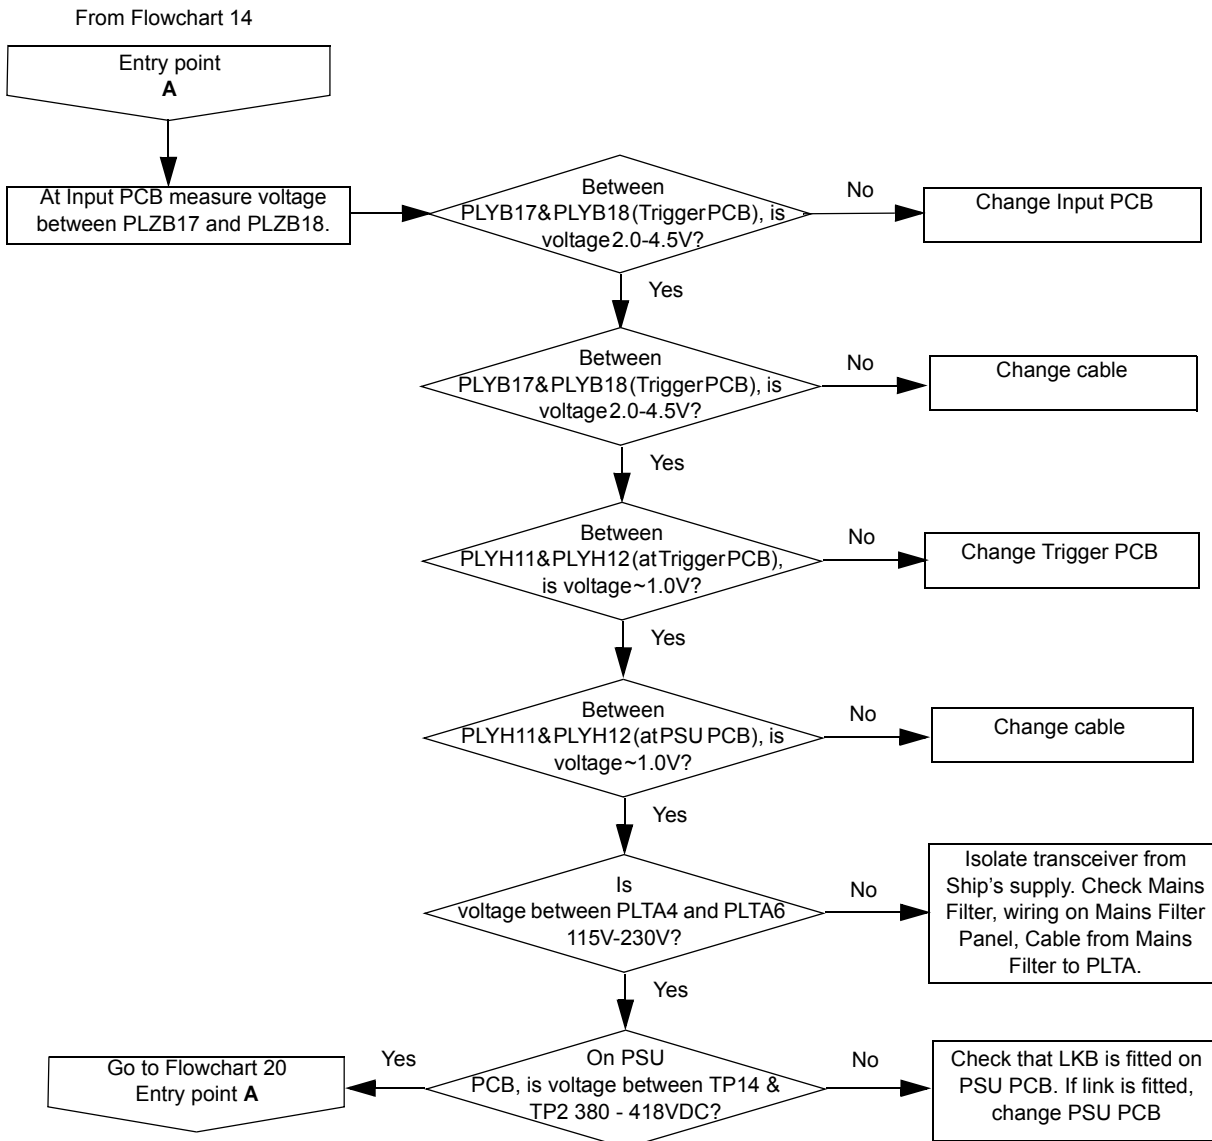 From Flowchart 14
Entry point
A
At Input PCB measure voltage
between PLZB17 and PLZB18.
Between
PLYB17&PLYB18(TriggerPCB), is
voltage2.0-4.5V?
No
Change Input PCB
Yes
Between
PLYB17&PLYB18(TriggerPCB), is
voltage2.0-4.5V?
No
Change cable
Yes
Between
PLYH11&PLYH12(atTriggerPCB),
is voltage~1.0V?
No
Change Trigger PCB
Yes
Between
PLYH11&PLYH12(atPSU PCB), is
voltage~1.0V?
No
Change cable
Yes
Is
voltage between PLTA4 and PLTA6
115V-230V?
No
Isolate transceiver from
Ship's supply. Check Mains
Filter, wiring on Mains Filter
Panel, Cable from Mains
Filter to PLTA.
Yes
On PSU
PCB, is voltage between TP14 &
TP2 380 - 418VDC?
Yes
Go to Flowchart 20
Entry point A
No
Check that LKB is fitted on
PSU PCB. If link is fitted,
change PSU PCB